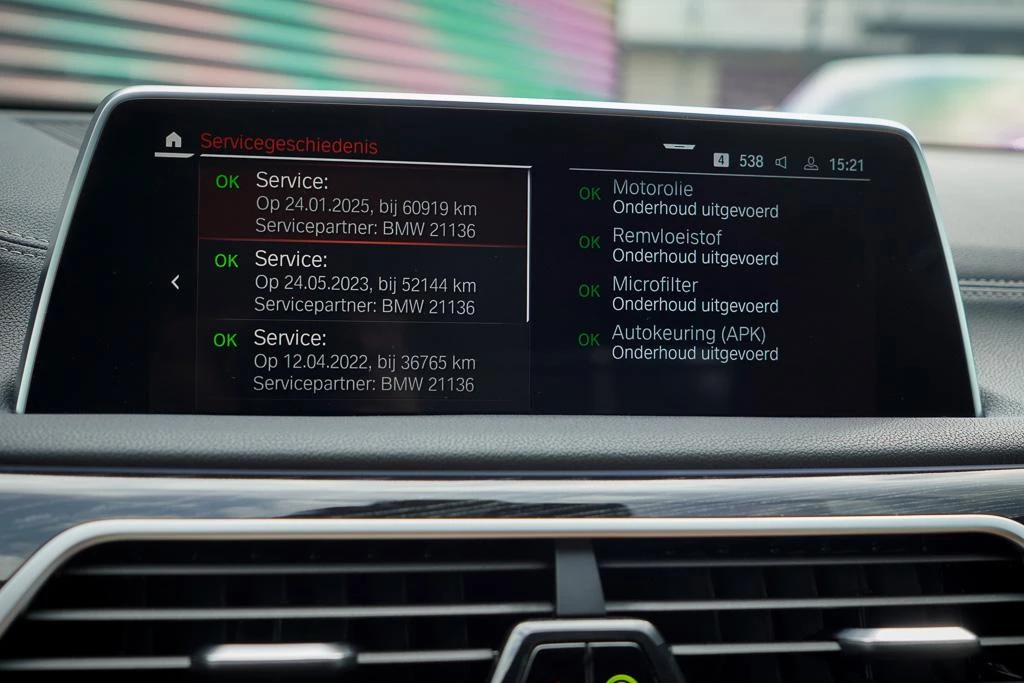 Servicegeschiedenis
4 538 15:21
OK Service:
Op 24.01.2025, bij 60919 km
Servicepartner: BMW 21136
OK Service:
Op 24.05.2023, bij 52144 km
Servicepartner: BMW 21136
OK Service:
Op 12.04.2022, bij 36765 km
Servicepartner: BMW 21136
OK Motorolie
Onderhoud uitgevoerd
OK Remvloeistof
Onderhoud uitgevoerd
OK Microfilter
Onderhoud uitgevoerd
OK Autokeuring (APK)
Onderhoud uitgevoerd